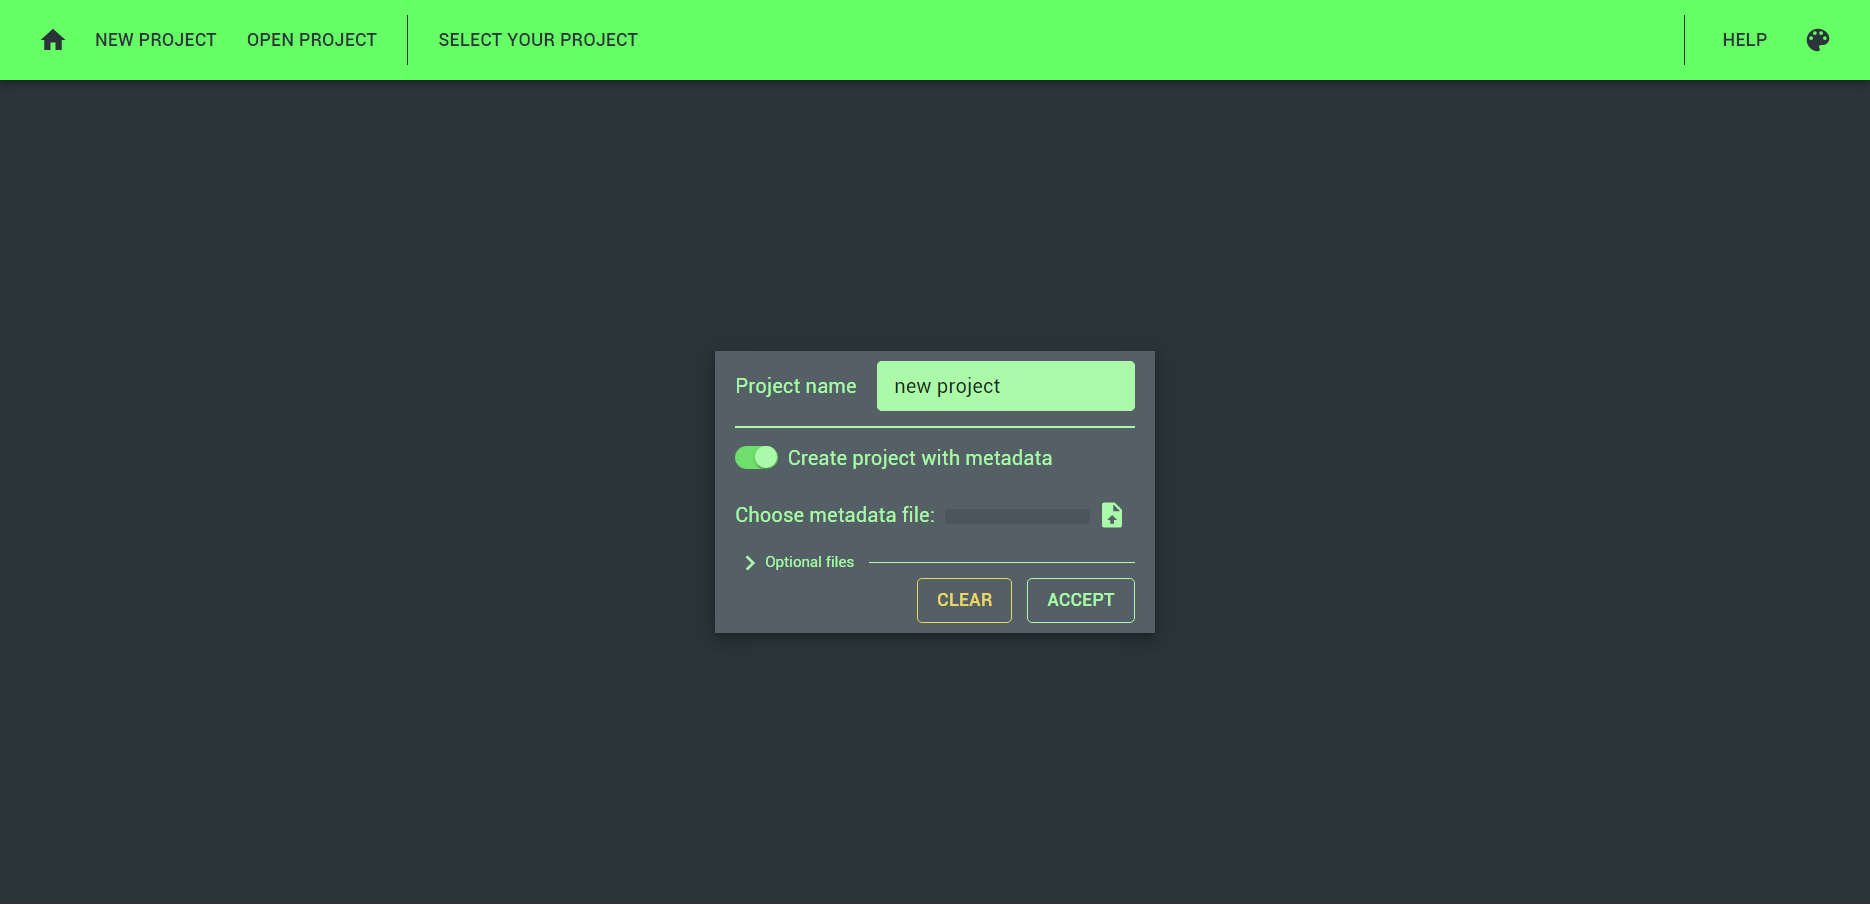 NEW PROJECT OPEN PROJECT SELECT YOUR PROJECT HELP
Project name new project
Create project with metadata
Choose metadata file:
Optional files
CLEAR ACCEPT